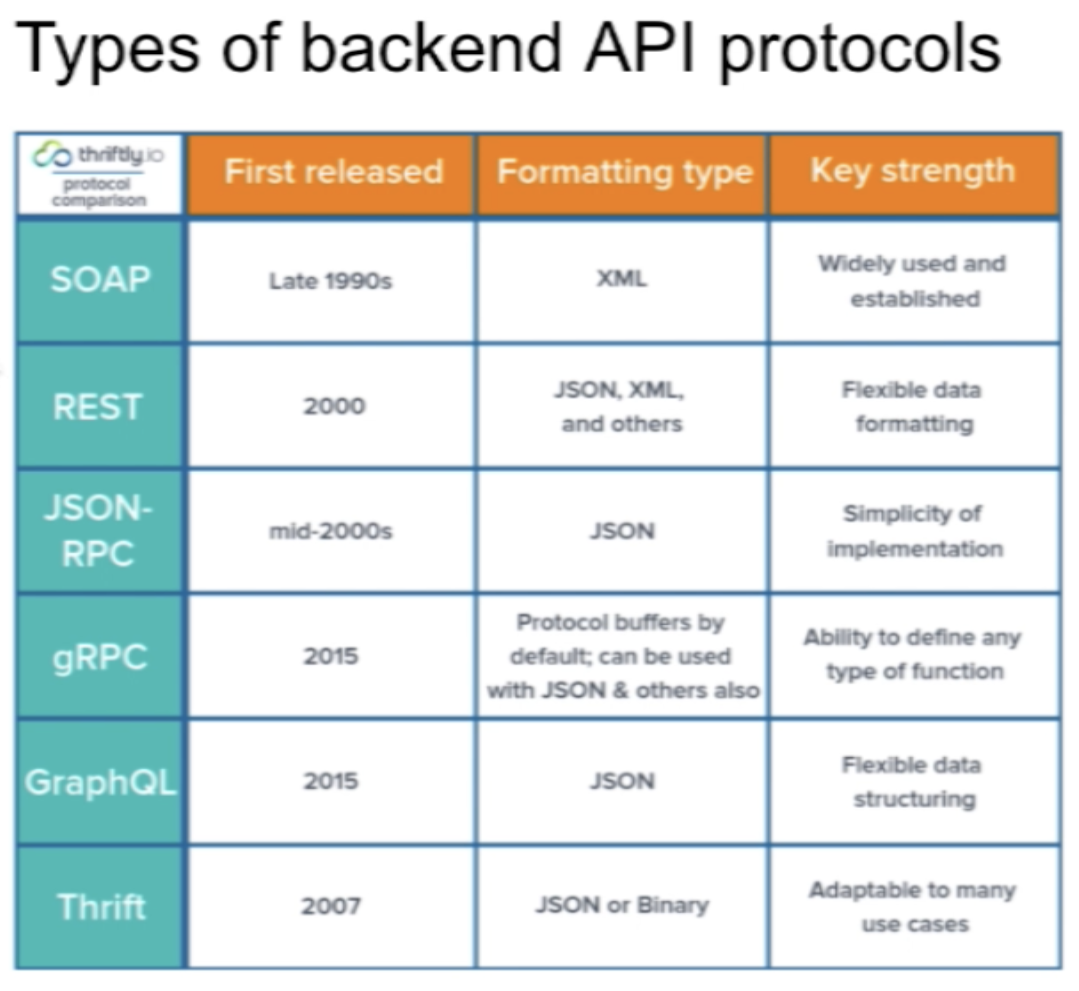 Types of backend API protocols
thriftly.io
protocol
comparison
First released
Formatting type
Key strength
SOAP
Late 1990s
XML
Widely used and
established
REST
2000
JSON, XML,
and others
Flexible data
formatting
JSON-
RPC
mid-2000s
JSON
Simplicity of
implementation
gRPC
2015
Protocol buffers by
default; can be used
with JSON & others also
Ability to define any
type of function
GraphQL
2015
JSON
Flexible data
structuring
Thrift
2007
JSON or Binary
Adaptable to many
use cases